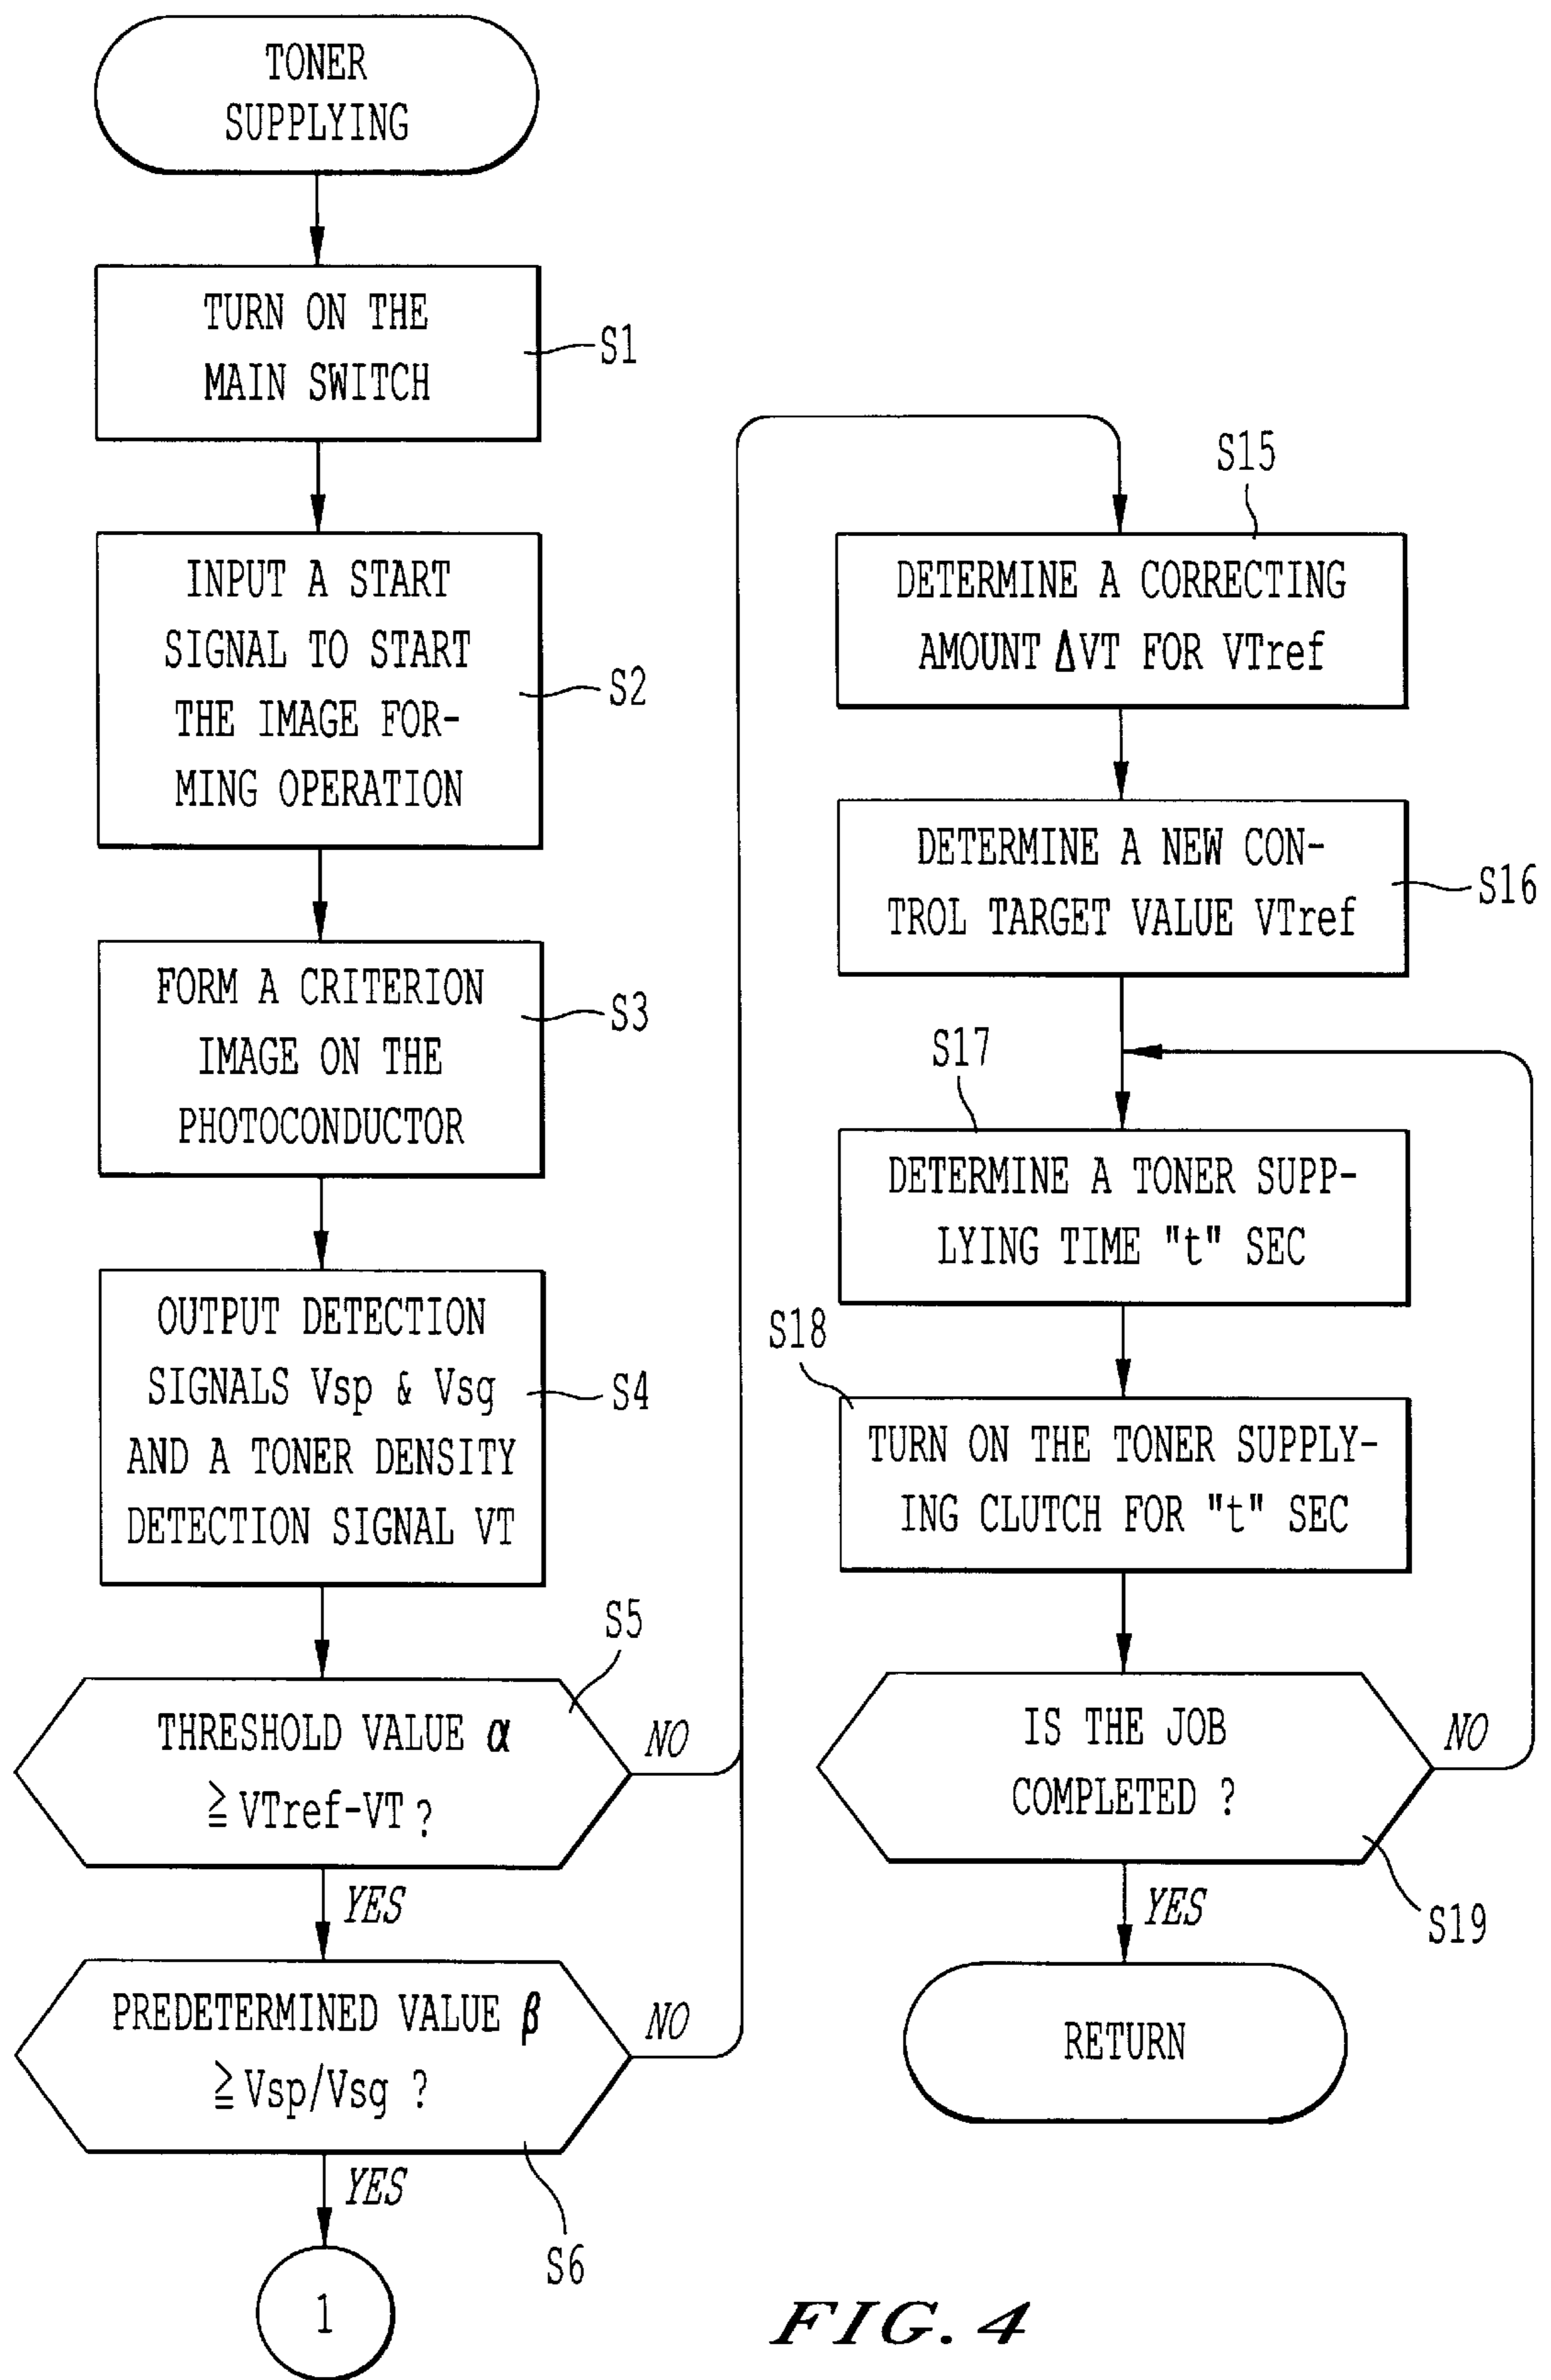 TONER
SUPPLYING
TURN ON THE
MAIN SWITCH
S1
INPUT A START
SIGNAL TO START
THE IMAGE FOR-
MING OPERATION
S2
FORM A CRITERION
IMAGE ON THE
PHOTOCONDUCTOR
S3
OUTPUT DETECTION
SIGNALS Vsp & Vsg
AND A TONER DENSITY
DETECTION SIGNAL VT
S4
S5
THRESHOLD VALUE α
≧ VTref-VT ?
NO
YES
PREDETERMINED VALUE β
≧ Vsp/Vsg ?
NO
YES
S6
1
S15
DETERMINE A CORRECTING
AMOUNT ΔVT FOR VTref
DETERMINE A NEW CON-
TROL TARGET VALUE VTref
S16
S17
DETERMINE A TONER SUPP-
LYING TIME "t" SEC
S18
TURN ON THE TONER SUPPLY-
ING CLUTCH FOR "t" SEC
IS THE JOB
COMPLETED ?
NO
YES
S19
RETURN
FIG. 4